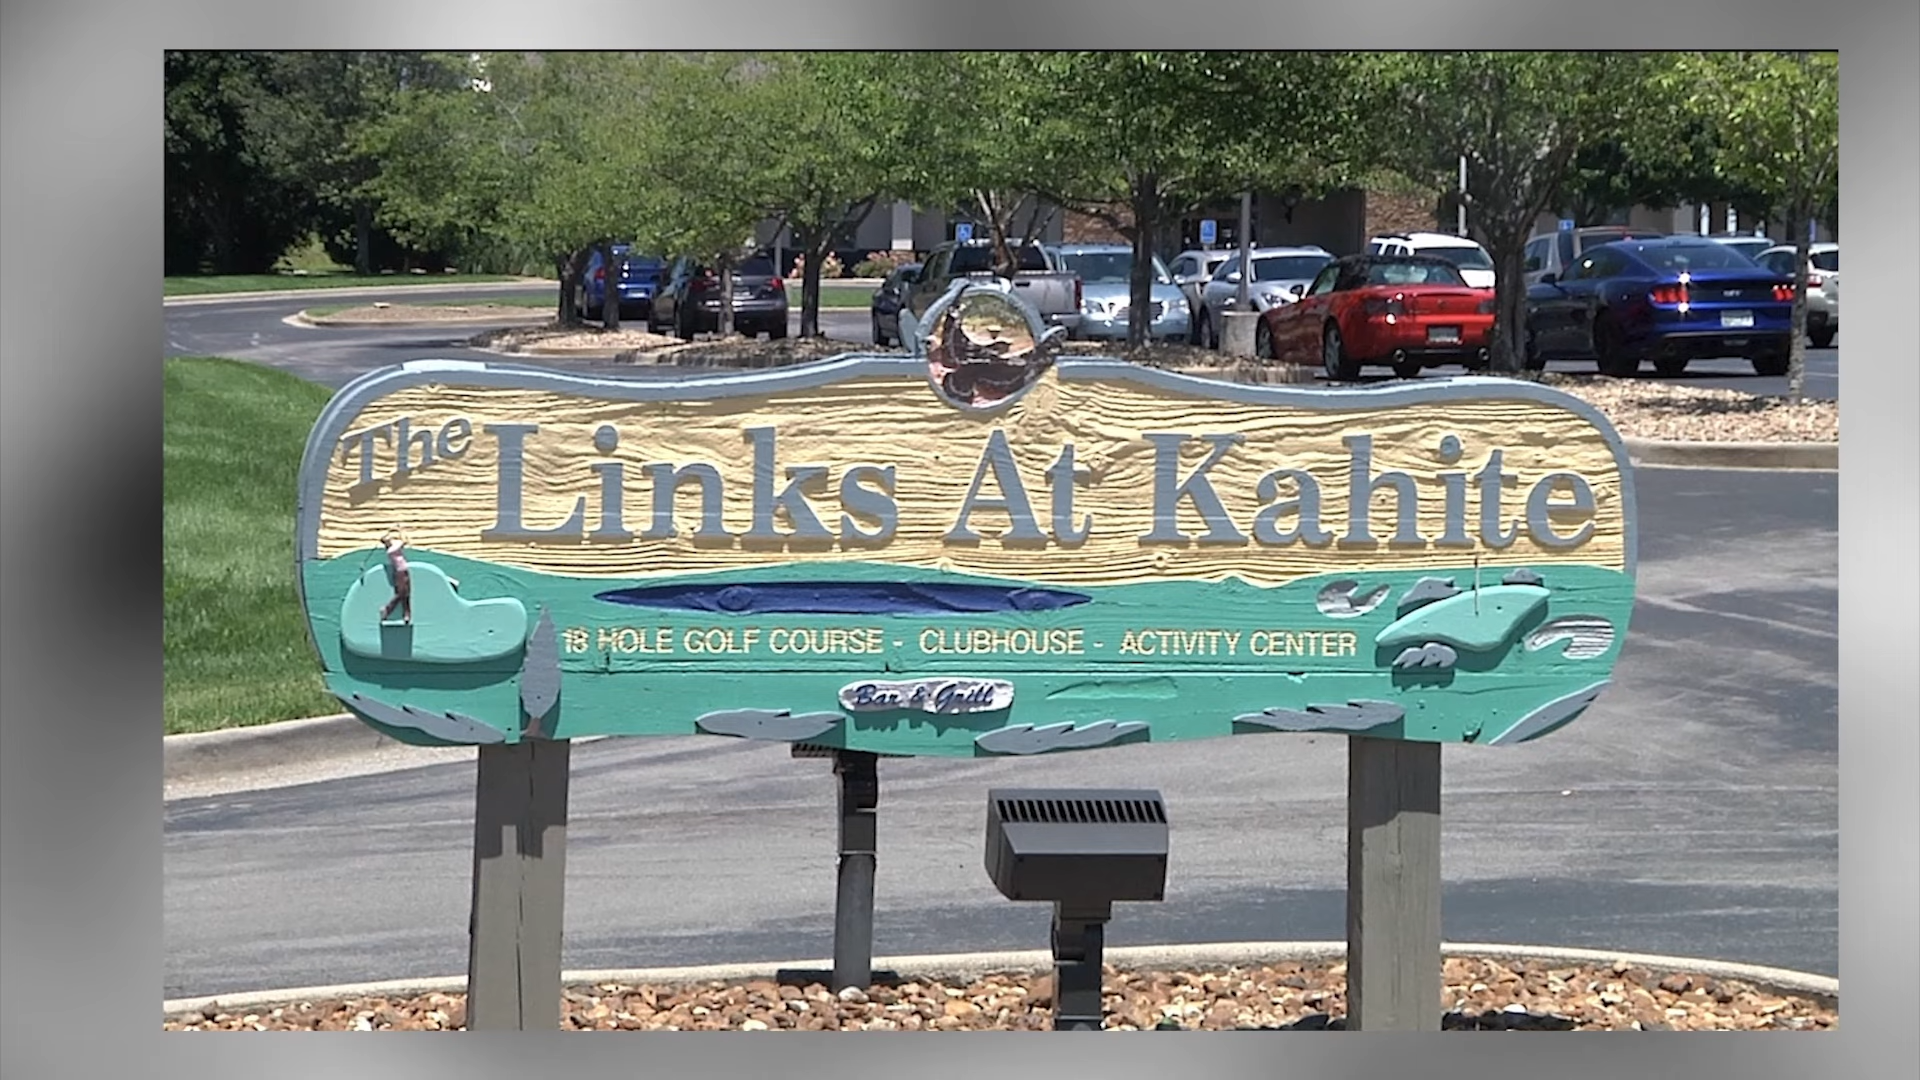 The Links At Kahite
18 HOLE GOLF COURSE - CLUBHOUSE - ACTIVITY CENTER
Bar & Grill